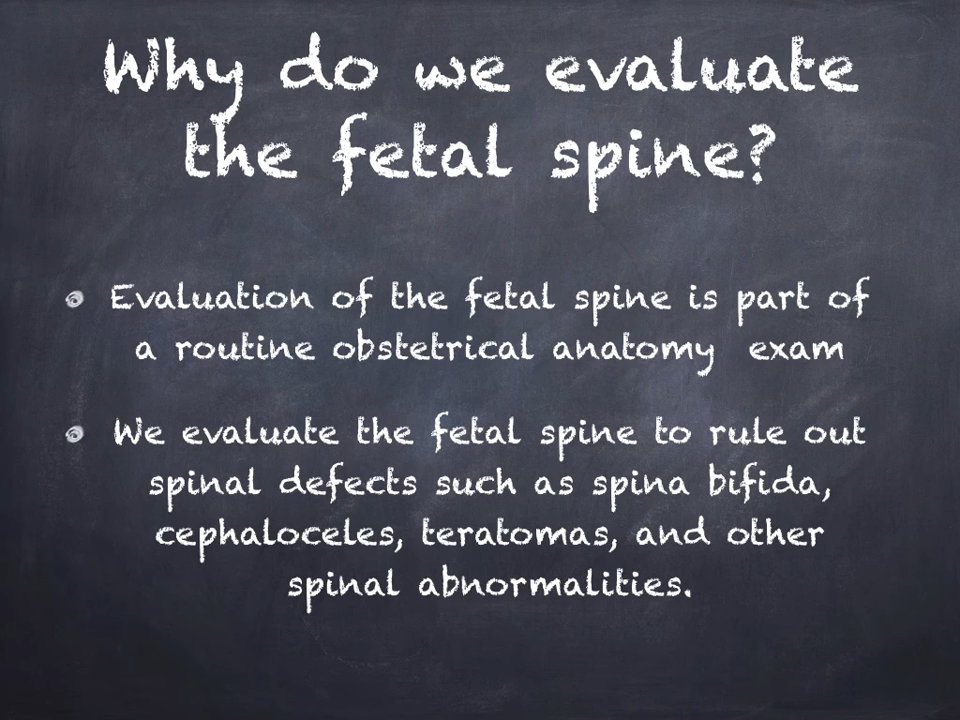 Why do we evaluate
the fetal spine?
Evaluation of the fetal spine is part of
a routine obstetrical anatomy exam
We evaluate the fetal spine to rule out
spinal defects such as spina bifida,
cephaloceles, teratomas, and other
spinal abnormalities.